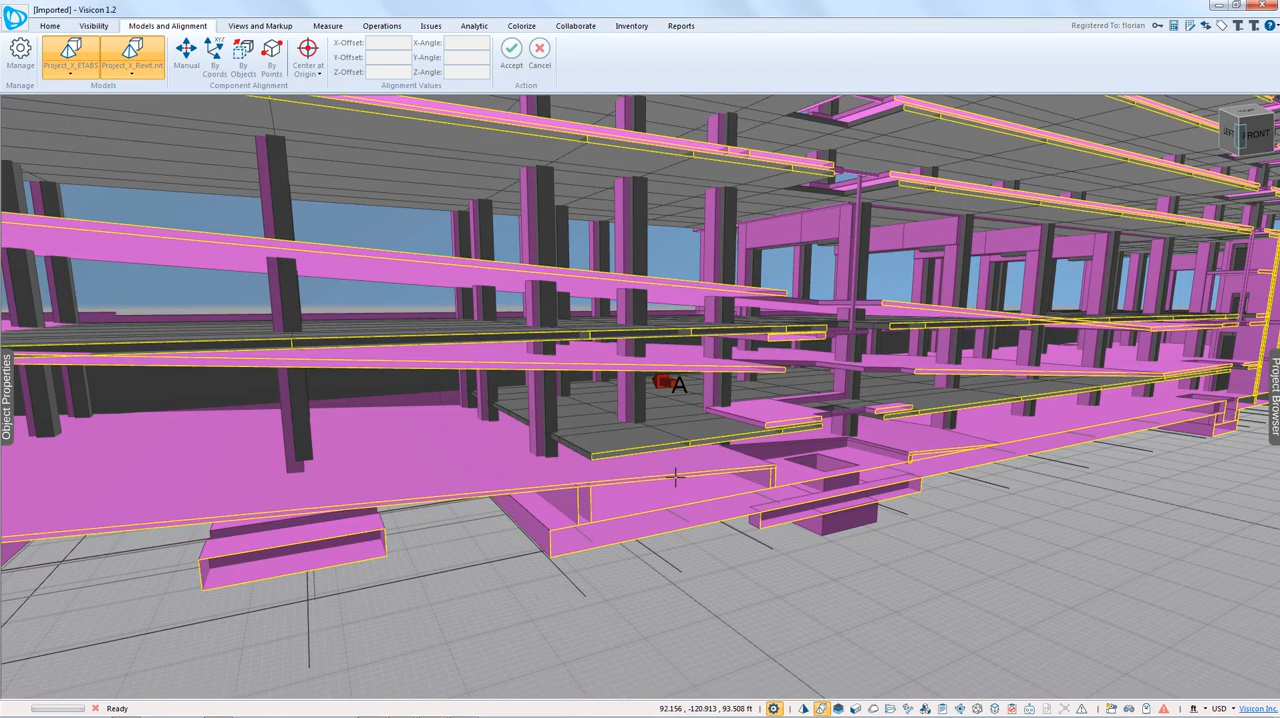 [Imported] - Visicon 1.2
Home Visibility Models and Alignment Views and Markup Measure Operations Issues Analytic Colorize Collaborate Inventory Reports Registered To: florian
Manage Project_X_ETABS Project_X_Revit.rvt Manual By Coords By Objects By Points Center at Origin
X-Offset: X-Angle:
Y-Offset: Y-Angle:
Z-Offset: Z-Angle:
Accept Cancel
Manage Models Component Alignment Alignment Values Action
TOP
LEFT FRONT
Object Properties
A
Project Browser
Ready 92.156, -120.913, 93.508 ft ft USD Visicon Inc.